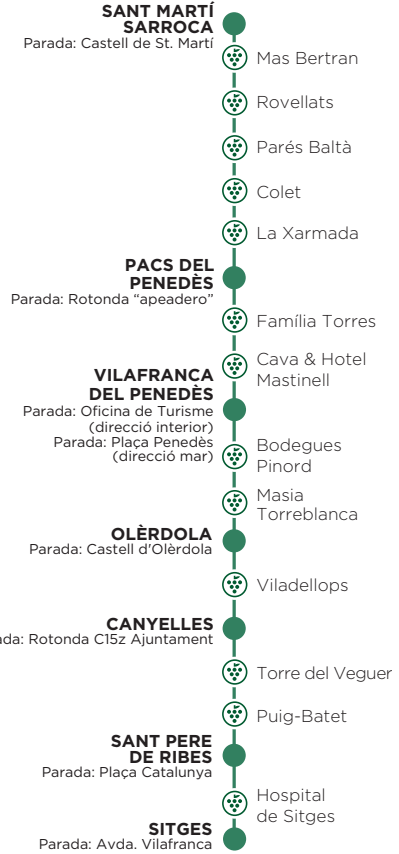 SANT MARTÍ
SARROCA
Parada: Castell de St. Martí
Mas Bertran
Rovellats
Parés Baltà
Colet
La Xarmada
PACS DEL
PENEDÈS
Parada: Rotonda “apeadero”
Família Torres
Cava & Hotel
Mastinell
VILAFRANCA
DEL PENEDÈS
Parada: Oficina de Turisme
(direcció interior)
Parada: Plaça Penedès
(direcció mar)
Bodegues
Pinord
Masia
Torreblanca
OLÈRDOLA
Parada: Castell d'Olèrdola
Viladellops
CANYELLES
ada: Rotonda C15z Ajuntament
Torre del Veguer
Puig-Batet
SANT PERE
DE RIBES
Parada: Plaça Catalunya
Hospital
de Sitges
SITGES
Parada: Avda. Vilafranca